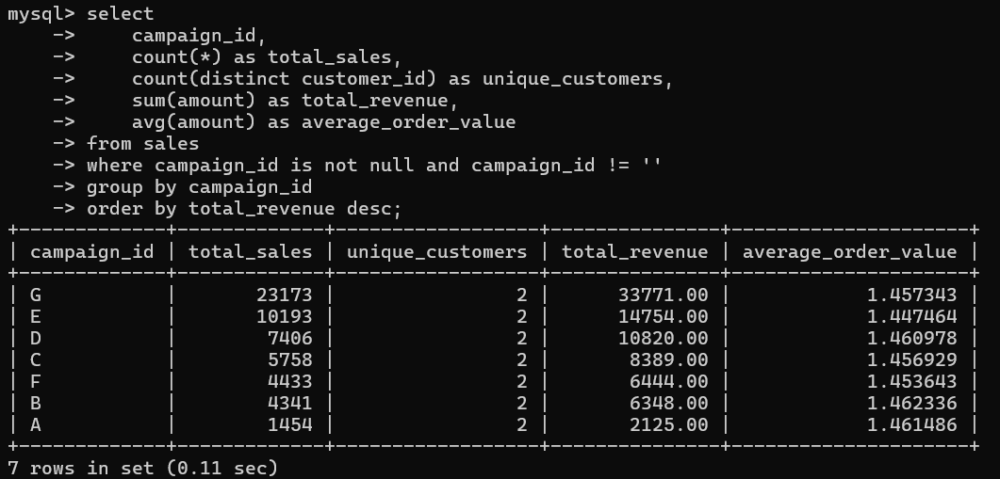 mysql> select
    ->     campaign_id,
    ->     count(*) as total_sales,
    ->     count(distinct customer_id) as unique_customers,
    ->     sum(amount) as total_revenue,
    ->     avg(amount) as average_order_value
    -> from sales
    -> where campaign_id is not null and campaign_id != ''
    -> group by campaign_id
    -> order by total_revenue desc;
+-------------+-------------+------------------+---------------+---------------------+
| campaign_id | total_sales | unique_customers | total_revenue | average_order_value |
+-------------+-------------+------------------+---------------+---------------------+
| G           |       23173 |                2 |      33771.00 |            1.457343 |
| E           |       10193 |                2 |      14754.00 |            1.447464 |
| D           |        7406 |                2 |      10820.00 |            1.460978 |
| C           |        5758 |                2 |       8389.00 |            1.456929 |
| F           |        4433 |                2 |       6444.00 |            1.453643 |
| B           |        4341 |                2 |       6348.00 |            1.462336 |
| A           |        1454 |                2 |       2125.00 |            1.461486 |
+-------------+-------------+------------------+---------------+---------------------+
7 rows in set (0.11 sec)